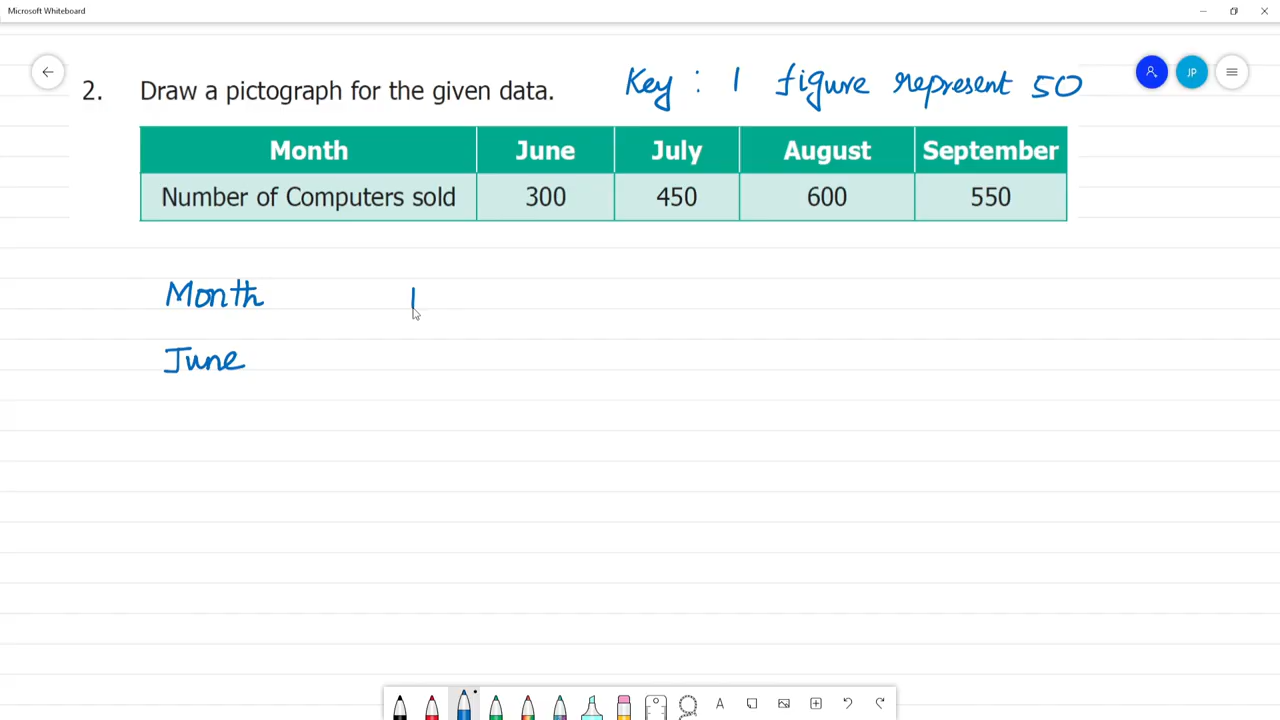 Microsoft Whiteboard
2. Draw a pictograph for the given data. Key : 1 figure represent 50
JP
Month June July August September
Number of Computers sold 300 450 600 550
Month
June
A